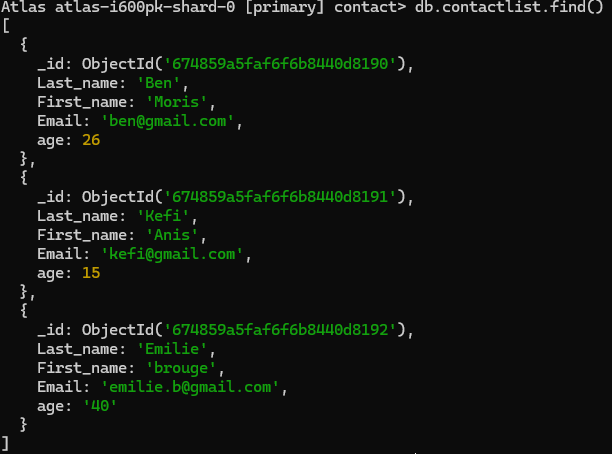 Atlas atlas-i600pk-shard-0 [primary] contact> db.contactlist.find()
[
  {
    _id: ObjectId('674859a5faf6f6b8440d8190'),
    Last_name: 'Ben',
    First_name: 'Moris',
    Email: 'ben@gmail.com',
    age: 26
  },
  {
    _id: ObjectId('674859a5faf6f6b8440d8191'),
    Last_name: 'Kefi',
    First_name: 'Anis',
    Email: 'kefi@gmail.com',
    age: 15
  },
  {
    _id: ObjectId('674859a5faf6f6b8440d8192'),
    Last_name: 'Emilie',
    First_name: 'brouge',
    Email: 'emilie.b@gmail.com',
    age: '40'
  }
]